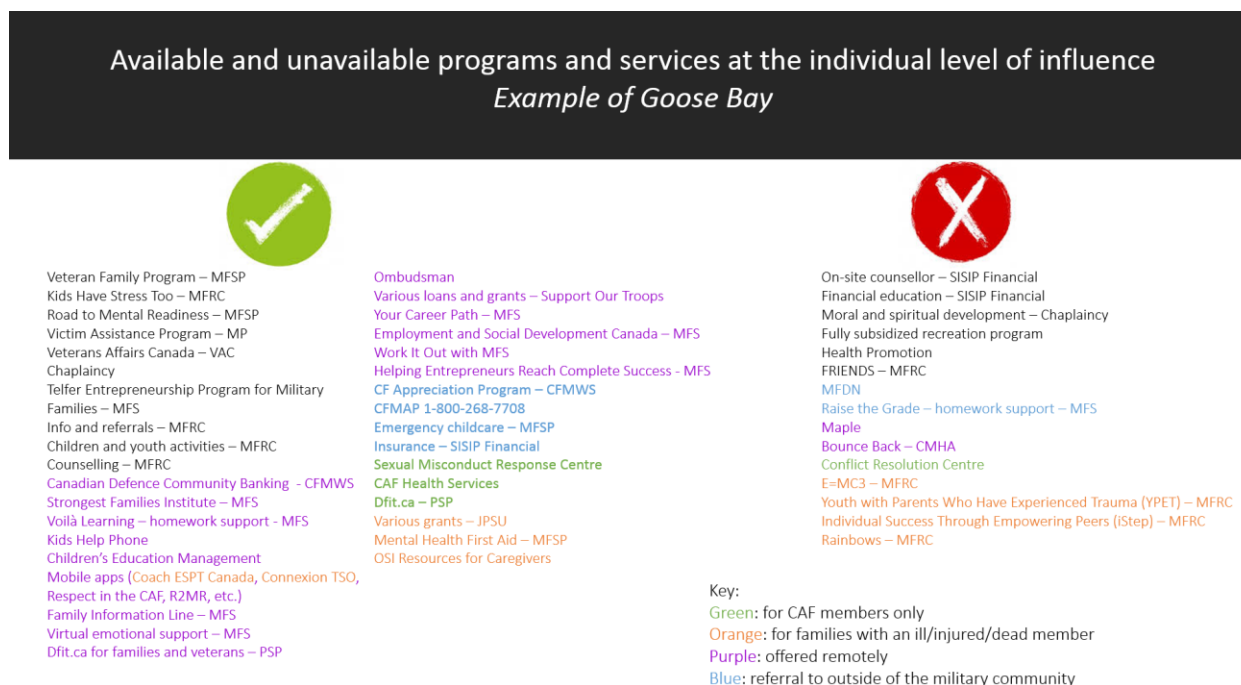 Available and unavailable programs and services at the individual level of influence
Example of Goose Bay
Veteran Family Program – MFSP
Kids Have Stress Too – MFRC
Road to Mental Readiness – MFSP
Victim Assistance Program – MP
Veterans Affairs Canada – VAC
Chaplaincy
Telfer Entrepreneurship Program for Military
Families – MFS
Info and referrals – MFRC
Children and youth activities – MFRC
Counselling – MFRC
Canadian Defence Community Banking - CFMWS
Strongest Families Institute – MFS
Voilà Learning – homework support - MFS
Kids Help Phone
Children's Education Management
Mobile apps (Coach ESPT Canada, Connexion TSO,
Respect in the CAF, R2MR, etc.)
Family Information Line – MFS
Virtual emotional support – MFS
Dfit.ca for families and veterans – PSP
Ombudsman
Various loans and grants – Support Our Troops
Your Career Path – MFS
Employment and Social Development Canada – MFS
Work It Out with MFS
Helping Entrepreneurs Reach Complete Success - MFS
CF Appreciation Program – CFMWS
CFMAP 1-800-268-7708
Emergency childcare – MFSP
Insurance – SISIP Financial
Sexual Misconduct Response Centre
CAF Health Services
Dfit.ca – PSP
Various grants – JPSU
Mental Health First Aid – MFSP
OSI Resources for Caregivers
On-site counsellor – SISIP Financial
Financial education – SISIP Financial
Moral and spiritual development – Chaplaincy
Fully subsidized recreation program
Health Promotion
FRIENDS – MFRC
MFDN
Raise the Grade – homework support – MFS
Maple
Bounce Back – CMHA
Conflict Resolution Centre
E=MC3 – MFRC
Youth with Parents Who Have Experienced Trauma (YPET) – MFRC
Individual Success Through Empowering Peers (iStep) – MFRC
Rainbows – MFRC
Key:
Green: for CAF members only
Orange: for families with an ill/injured/dead member
Purple: offered remotely
Blue: referral to outside of the military community